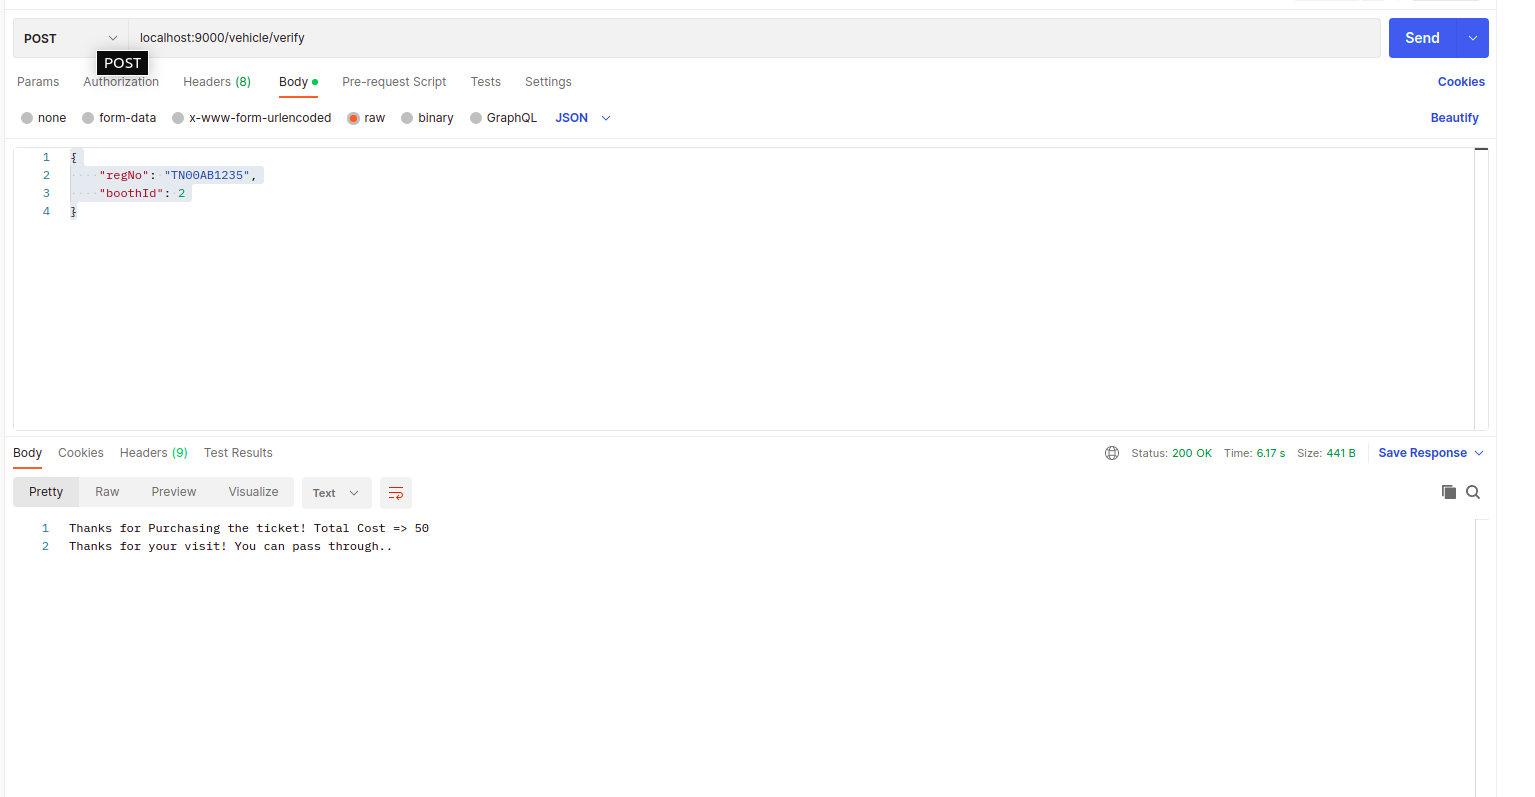 POST localhost:9000/vehicle/verify Send
POST
Params Authorization Headers (8) Body Pre-request Script Tests Settings Cookies
none form-data x-www-form-urlencoded raw binary GraphQL JSON Beautify
1 {
2 "regNo": "TN00AB1235",
3 "boothId": 2
4 }
Body Cookies Headers (9) Test Results Status: 200 OK Time: 6.17 s Size: 441 B Save Response
Pretty Raw Preview Visualize Text
1 Thanks for Purchasing the ticket! Total Cost => 50
2 Thanks for your visit! You can pass through..